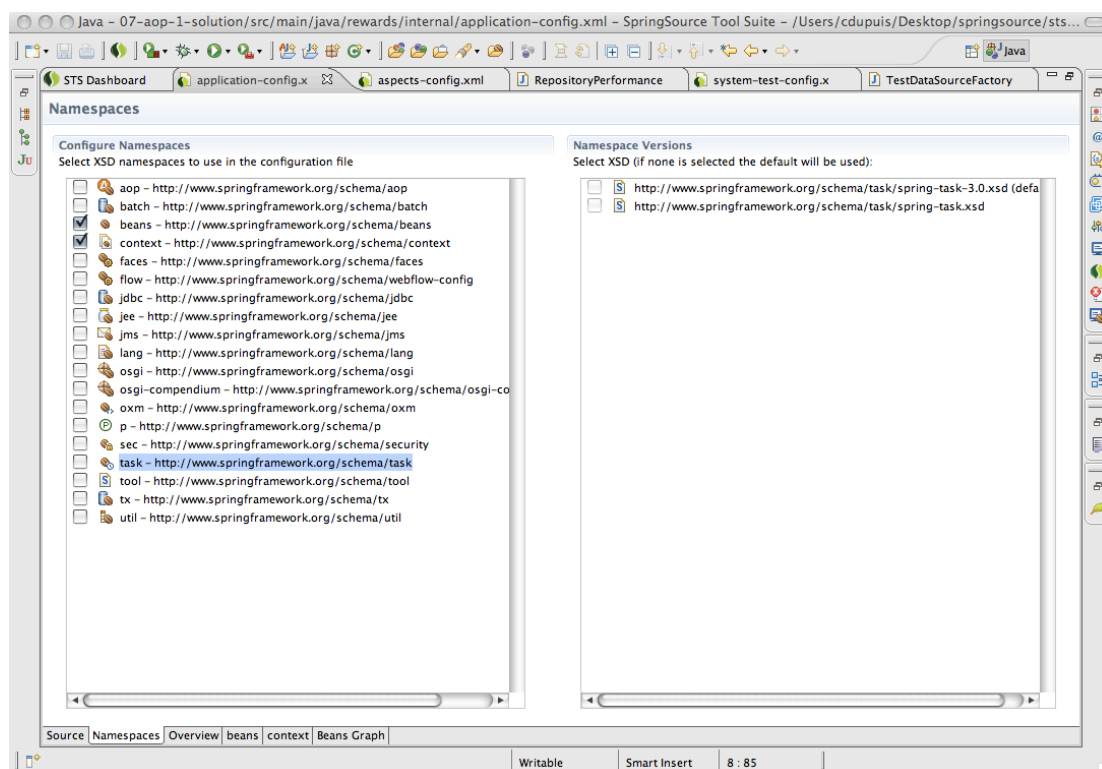 Java – 07-aop-1-solution/src/main/java/rewards/internal/application-config.xml – SpringSource Tool Suite – /Users/cdupuis/Desktop/springsource/sts...
Java
STS Dashboard
application-config.x
aspects-config.xml
RepositoryPerformance
system-test-config.x
TestDataSourceFactory
Namespaces
Configure Namespaces
Select XSD namespaces to use in the configuration file
aop – http://www.springframework.org/schema/aop
batch – http://www.springframework.org/schema/batch
beans – http://www.springframework.org/schema/beans
context – http://www.springframework.org/schema/context
faces – http://www.springframework.org/schema/faces
flow – http://www.springframework.org/schema/webflow-config
jdbc – http://www.springframework.org/schema/jdbc
jee – http://www.springframework.org/schema/jee
jms – http://www.springframework.org/schema/jms
lang – http://www.springframework.org/schema/lang
osgi – http://www.springframework.org/schema/osgi
osgi-compendium – http://www.springframework.org/schema/osgi-co
oxm – http://www.springframework.org/schema/oxm
p – http://www.springframework.org/schema/p
sec – http://www.springframework.org/schema/security
task – http://www.springframework.org/schema/task
tool – http://www.springframework.org/schema/tool
tx – http://www.springframework.org/schema/tx
util – http://www.springframework.org/schema/util
Namespace Versions
Select XSD (if none is selected the default will be used):
http://www.springframework.org/schema/task/spring-task-3.0.xsd (defa
http://www.springframework.org/schema/task/spring-task.xsd
Ju
Source Namespaces Overview beans context Beans Graph
Writable Smart Insert 8 : 85